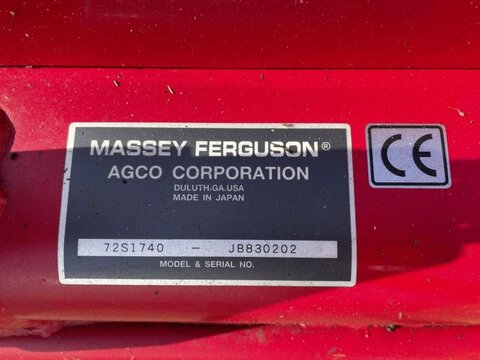 MASSEY FERGUSON®
AGCO CORPORATION
DULUTH.GA.USA
MADE IN JAPAN
72S1740 — JB830202
MODEL & SERIAL NO.
CE